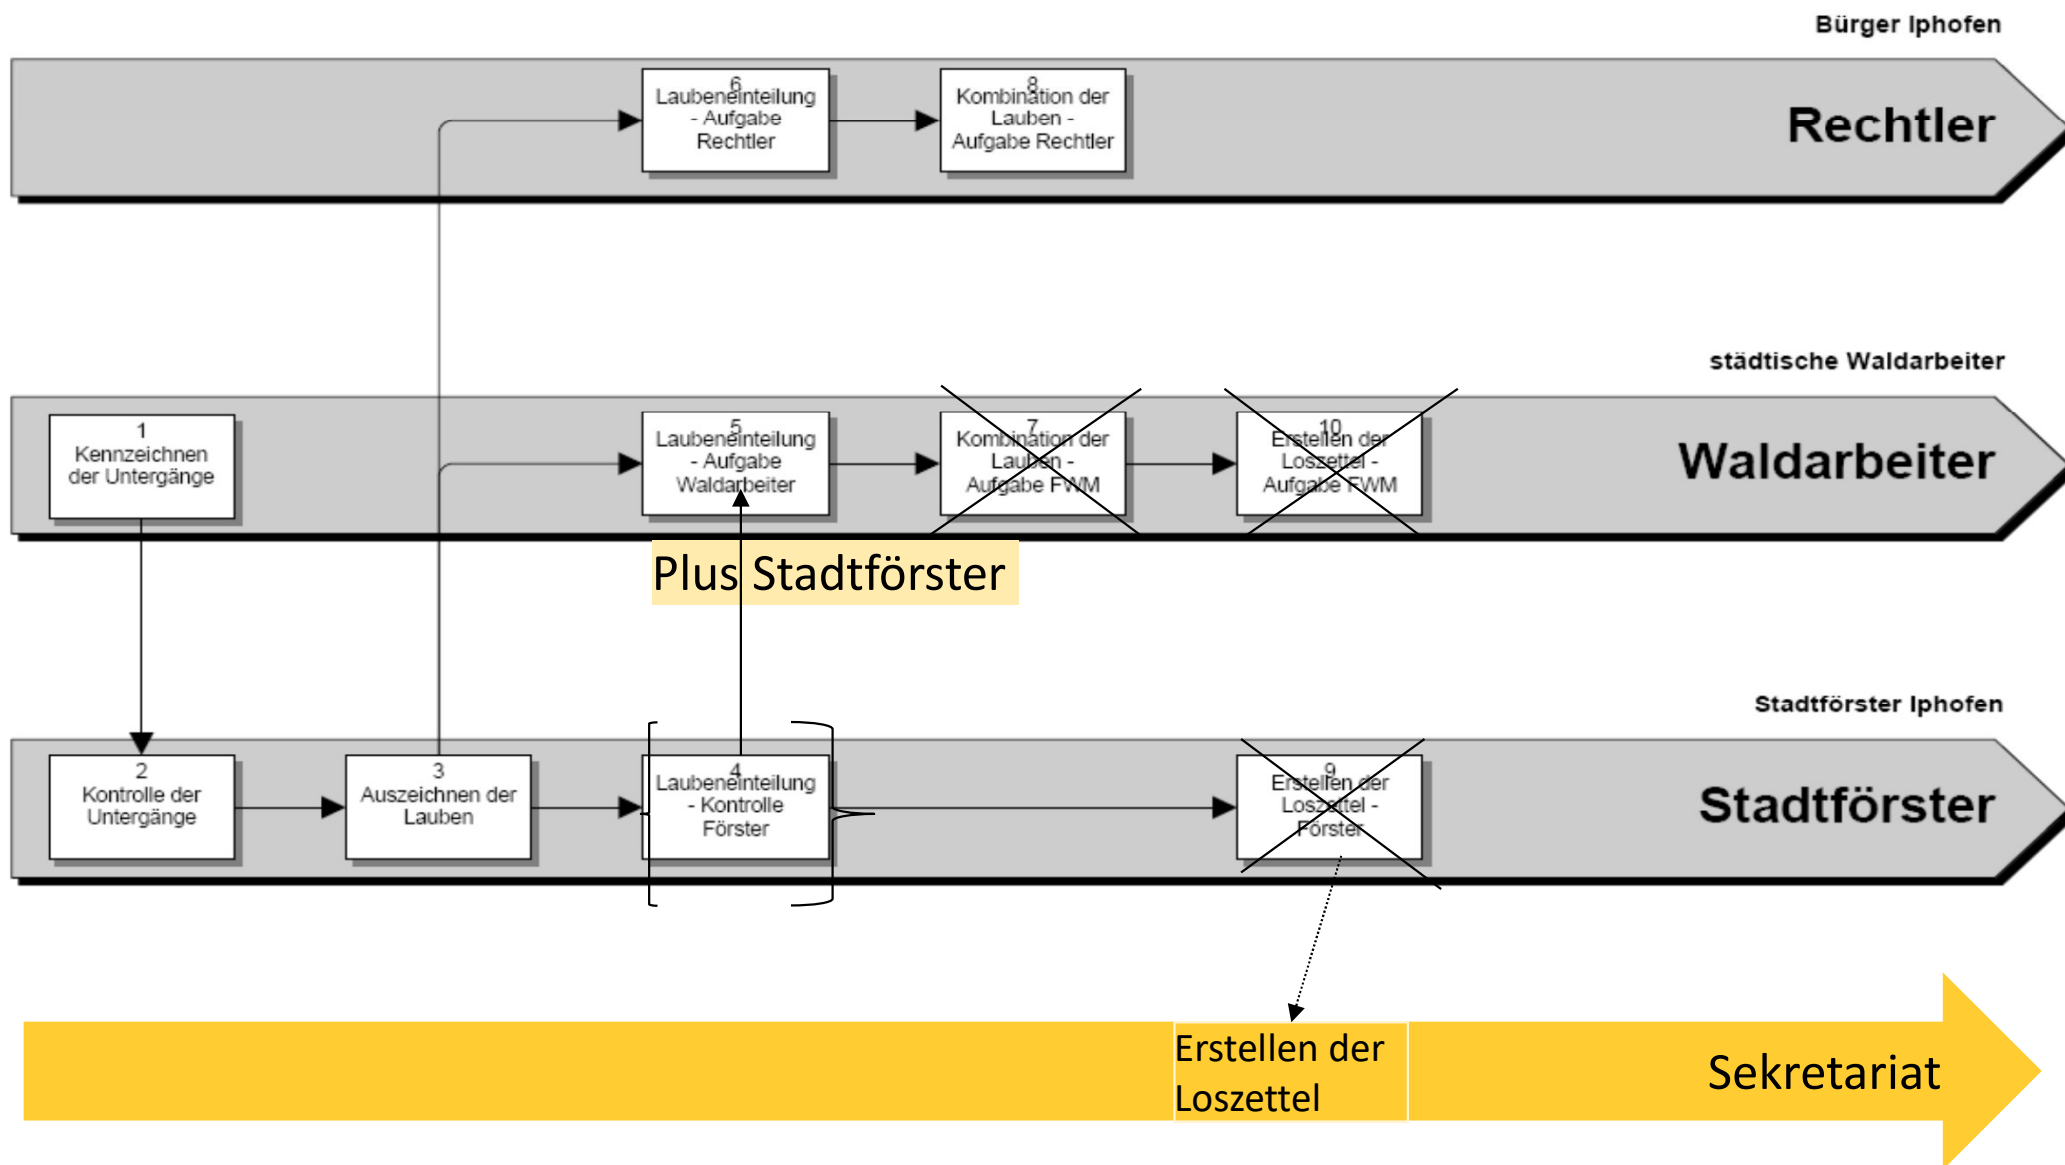 Bürger Iphofen
6
Laubeneinteilung
- Aufgabe
Rechtler
8
Kombination der
Lauben -
Aufgabe Rechtler
Rechtler
städtische Waldarbeiter
1
Kennzeichnen
der Untergänge
5
Laubeneinteilung
- Aufgabe
Waldarbeiter
7
Kombination der
Lauben -
Aufgabe FWM
10
Erstellen der
Loszettel -
Aufgabe FWM
Waldarbeiter
Plus Stadtförster
Stadtförster Iphofen
2
Kontrolle der
Untergänge
3
Auszeichnen der
Lauben
4
Laubeneinteilung
- Kontrolle
Förster
9
Erstellen der
Loszettel -
Förster
Stadtförster
Erstellen der
Loszettel
Sekretariat